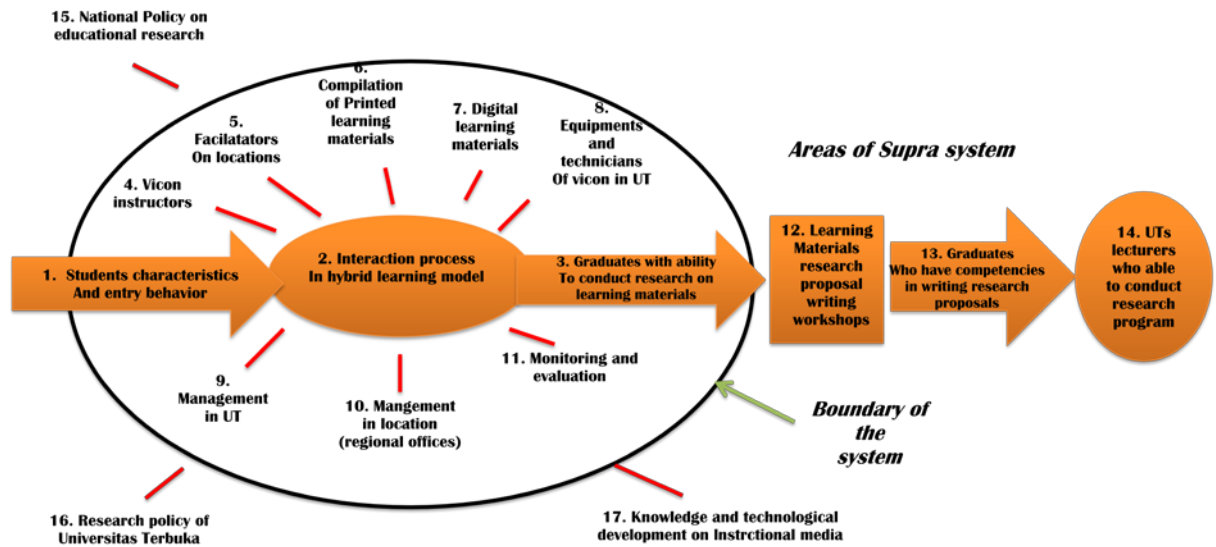 15. National Policy on
educational research
6.
Compilation
of Printed
learning
materials
7. Digital
learning
materials
8.
Equipments
and
technicians
Of vicon in UT
5.
Facilatators
On locations
4. Vicon
instructors
Areas of Supra system
1. Students characteristics
And entry behavior
2. Interaction process
In hybrid learning model
3. Graduates with ability
To conduct research on
learning materials
12. Learning
Materials
research
proposal
writing
workshops
13. Graduates
Who have competencies
in writing research
proposals
14. UTs
lecturers
who able
to conduct
research
program
9.
Management
in UT
10. Mangement
in location
(regional offices)
11. Monitoring and
evaluation
Boundary of
the
system
16. Research policy of
Universitas Terbuka
17. Knowledge and technological
development on Instrctional media